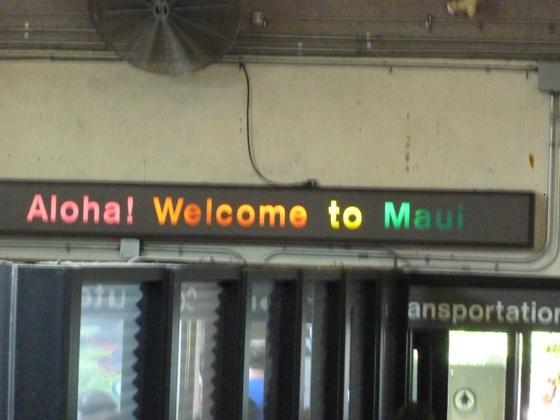 Aloha! Welcome to Maui
ansportation